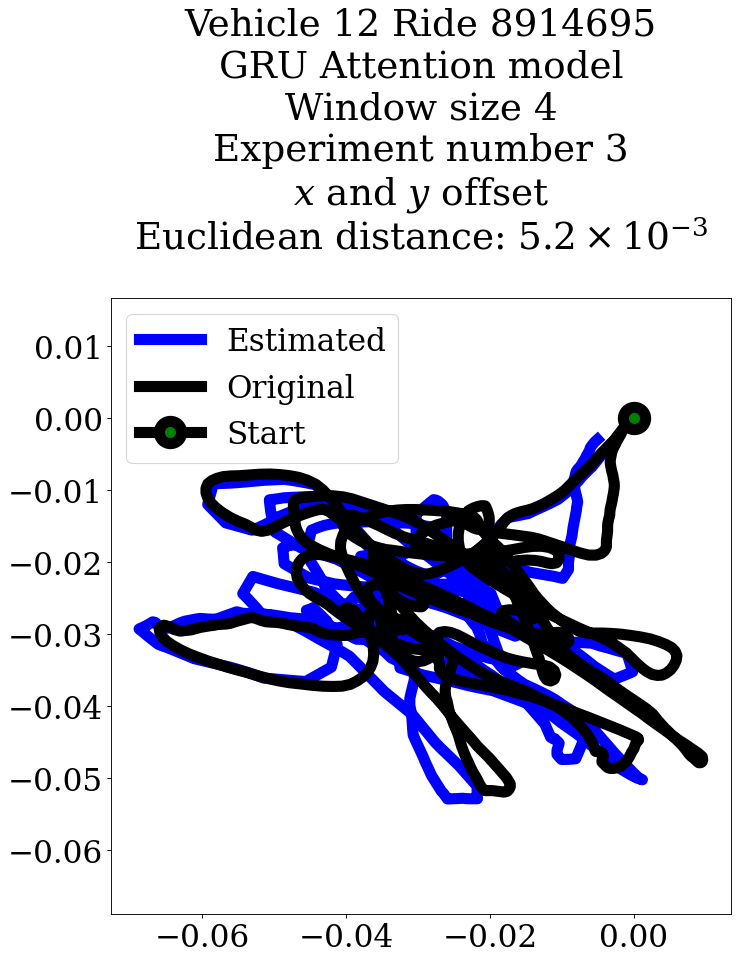 Vehicle 12 Ride 8914695
GRU Attention model
Window size 4
Experiment number 3
x and y offset
Euclidean distance: 5.2 × 10⁻³
Estimated
Original
Start
0.01
0.00
−0.01
−0.02
−0.03
−0.04
−0.05
−0.06
−0.06 −0.04 −0.02 0.00